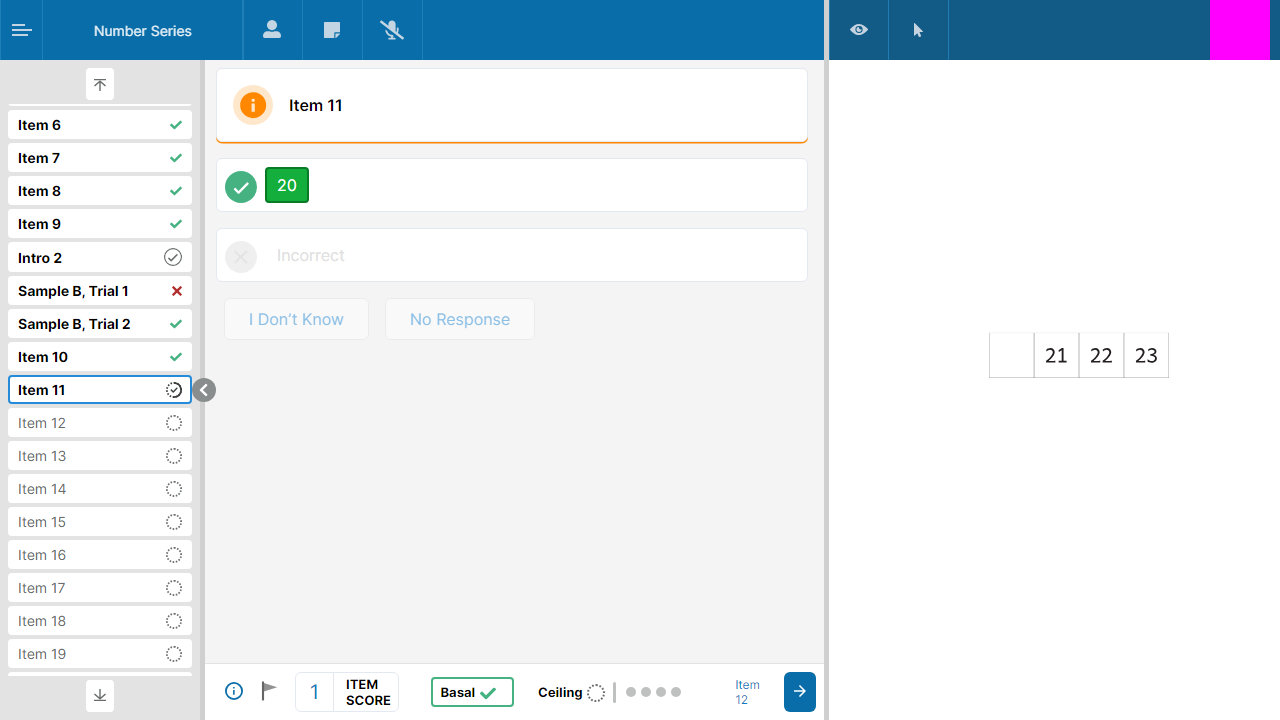 Number Series
Item 6
Item 7
Item 8
Item 9
Intro 2
Sample B, Trial 1
Sample B, Trial 2
Item 10
Item 11
Item 12
Item 13
Item 14
Item 15
Item 16
Item 17
Item 18
Item 19
Item 11
20
Incorrect
I Don't Know
No Response
1
ITEM
SCORE
Basal
Ceiling
Item
12
21 22 23